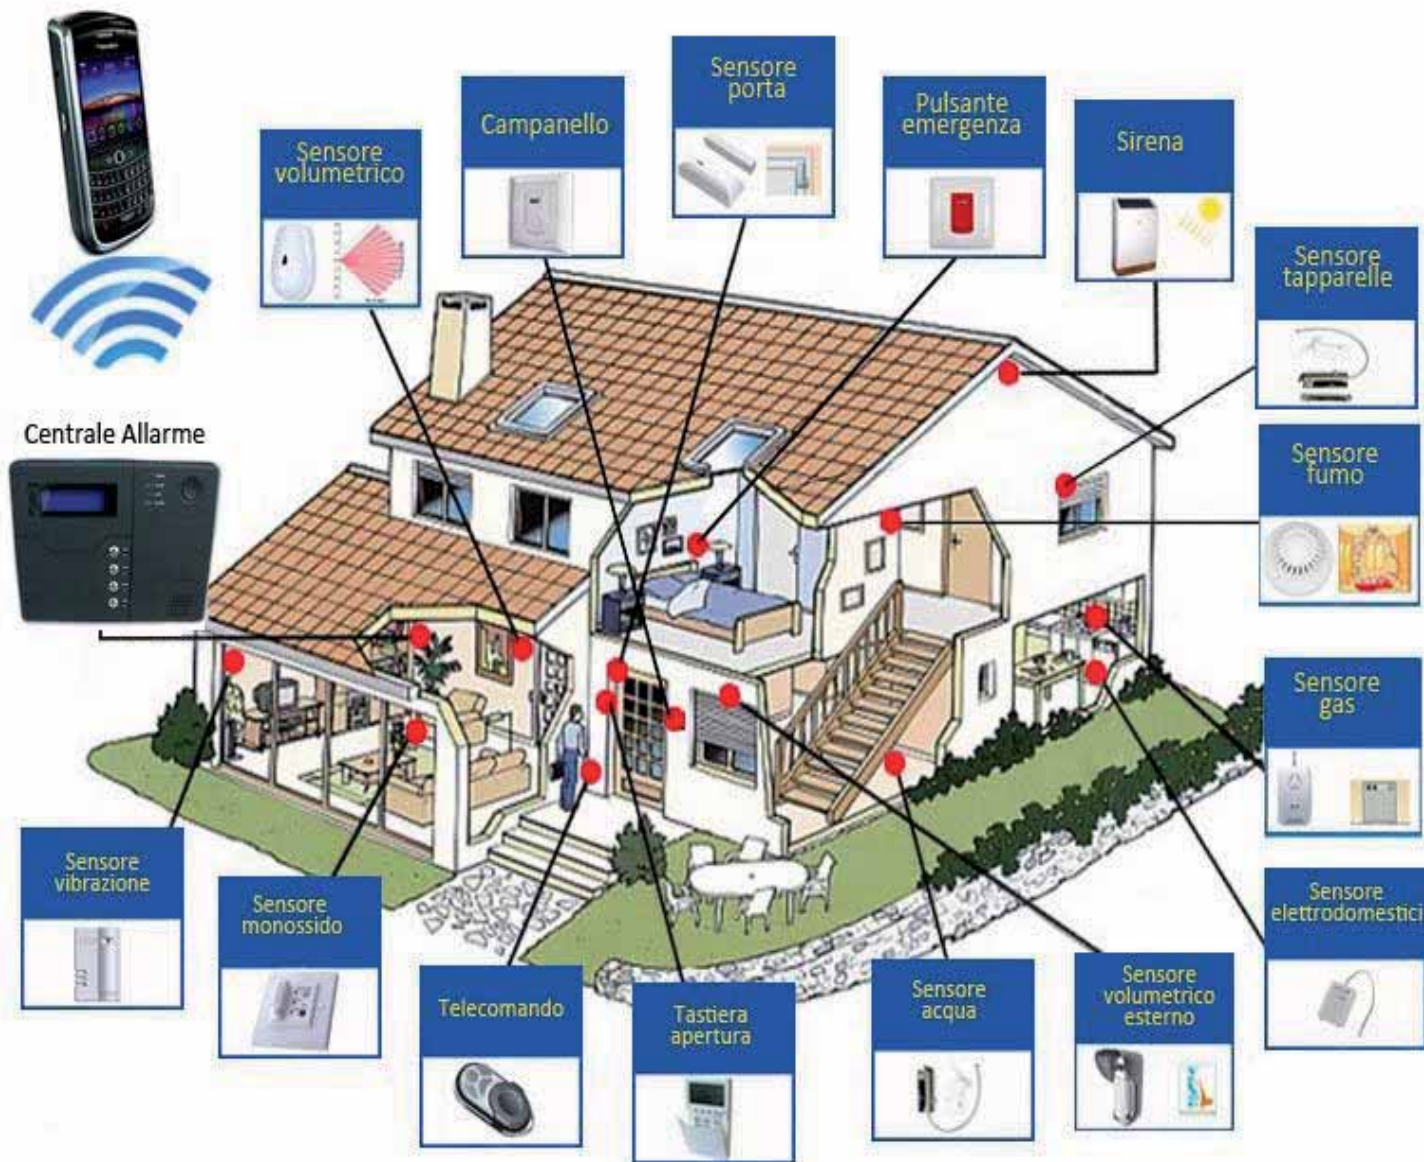 Sensore
porta
Campanello
Pulsante
emergenza
Sirena
Sensore
volumetrico
Sensore
tapparelle
Centrale Allarme
Sensore
fumo
Sensore
gas
Sensore
vibrazione
Sensore
monossido
Sensore
elettrodomestici
Telecomando
Tastiera
apertura
Sensore
acqua
Sensore
volumetrico
esterno